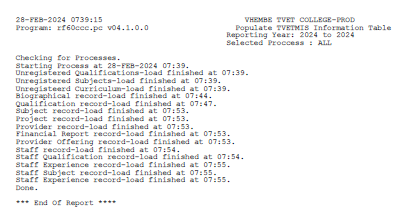 28-FEB-2024 0739:15 VHEMBE TVET COLLEGE-PROD
Program: rf60ccc.pc v04.1.0.0 Populate TVETMIS Information Table
Reporting Year: 2024 to 2024
Selected Proccess : ALL
Checking for Processes.
Starting Process at 28-FEB-2024 07:39.
Unregistered Qualifications-load finished at 07:39.
Unregistered Subjects-load finished at 07:39.
Unregisteerd Curriculum-load finished at 07:39.
Biographical record-load finished at 07:44.
Qualification record-load finished at 07:47.
Subject record-load finished at 07:53.
Project record-load finished at 07:53.
Provider record-load finished at 07:53.
Financial Report record-load finished at 07:53.
Provider Offering record-load finished at 07:53.
Staff record-load finished at 07:54.
Staff Qualification record-load finished at 07:54.
Staff Experience record-load finished at 07:55.
Staff Subject record-load finished at 07:55.
Staff Experience record-load finished at 07:55.
Done.
*** End Of Report ****